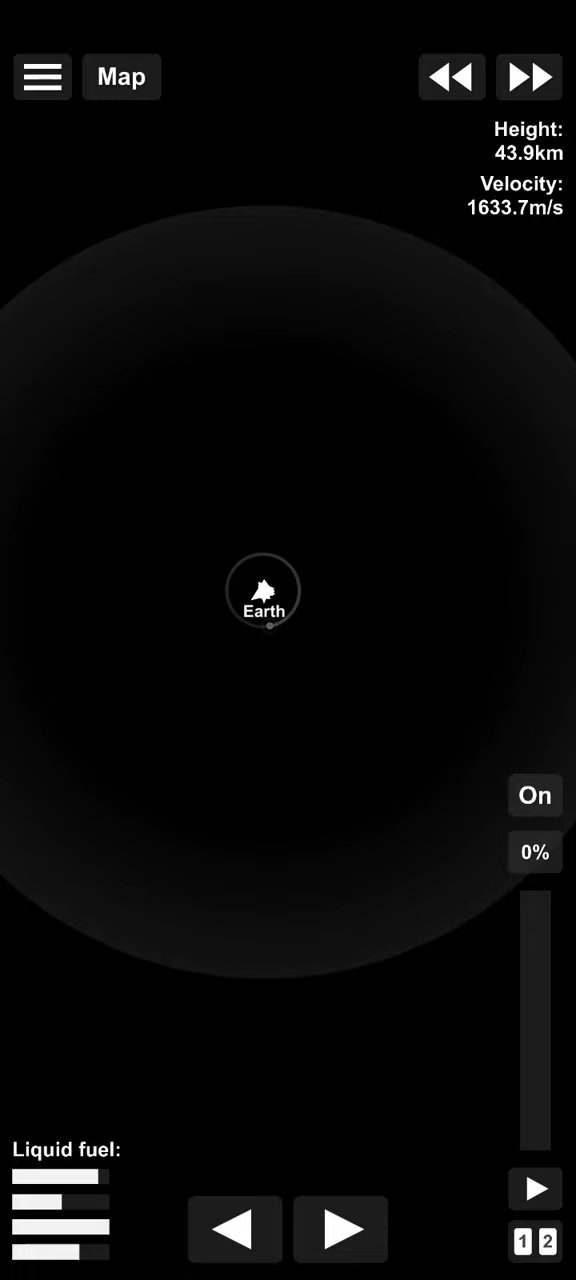 Map
Height:
43.9km
Velocity:
1633.7m/s
Earth
On
0%
Liquid fuel:
1 2